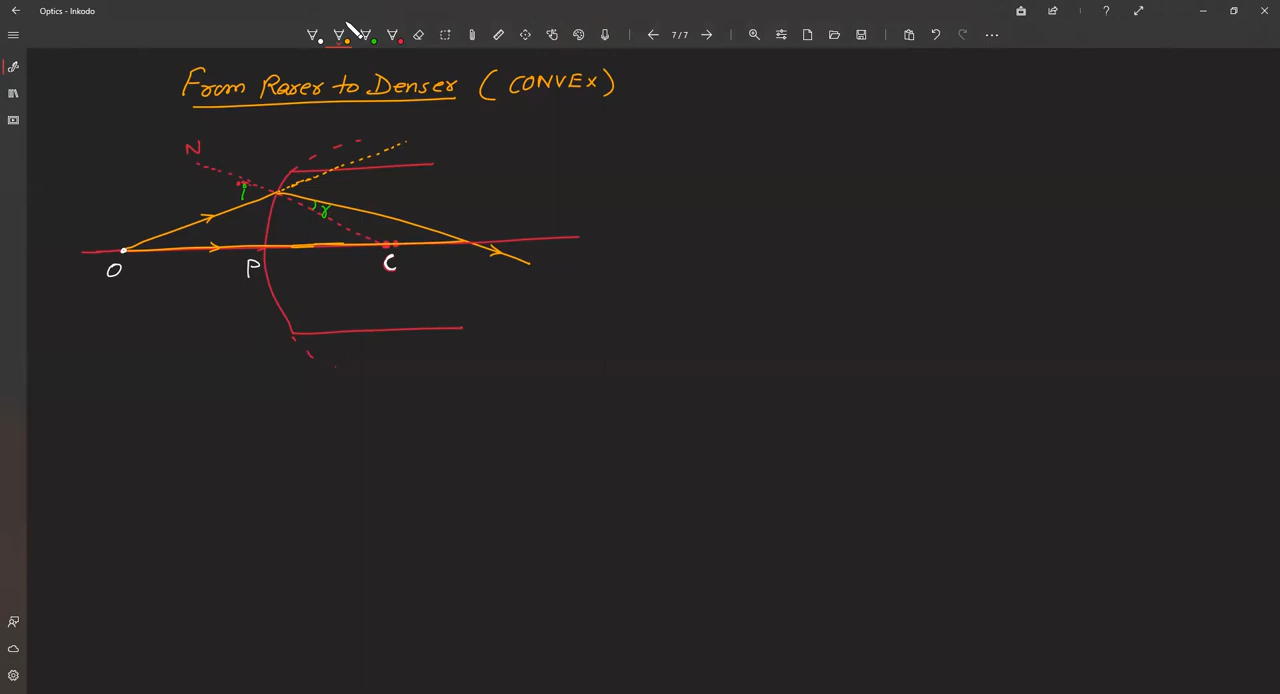 Optics - Inkodo
7/7
From Rarer to Denser (CONVEX)
N
i
r
O
P
C